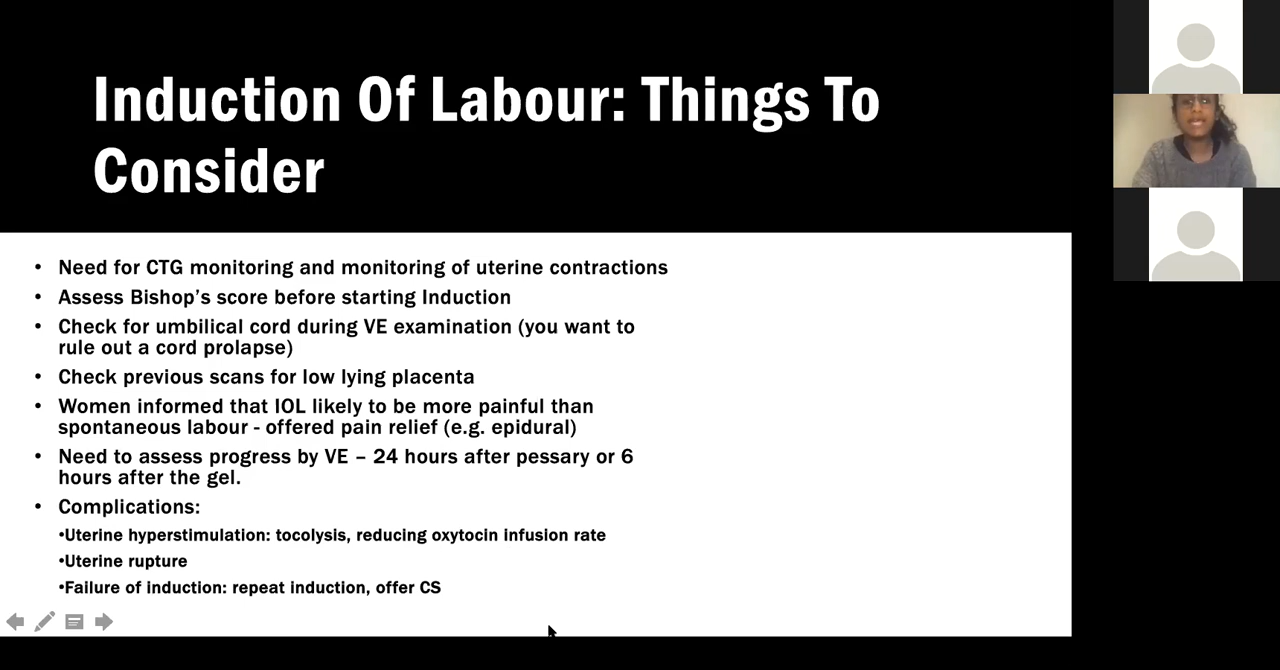 Induction Of Labour: Things To
Consider
• Need for CTG monitoring and monitoring of uterine contractions
• Assess Bishop’s score before starting Induction
• Check for umbilical cord during VE examination (you want to
rule out a cord prolapse)
• Check previous scans for low lying placenta
• Women informed that IOL likely to be more painful than
spontaneous labour - offered pain relief (e.g. epidural)
• Need to assess progress by VE – 24 hours after pessary or 6
hours after the gel.
• Complications:
•Uterine hyperstimulation: tocolysis, reducing oxytocin infusion rate
•Uterine rupture
•Failure of induction: repeat induction, offer CS